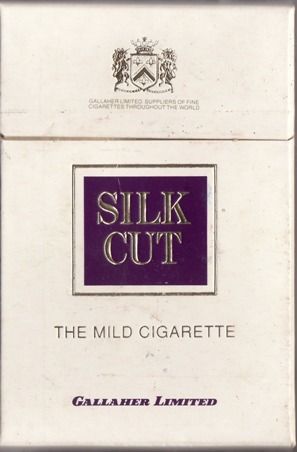 GALLAHER LIMITED. SUPPLIERS OF FINE
CIGARETTES THROUGHOUT THE WORLD
SILK
CUT
THE MILD CIGARETTE
GALLAHER LIMITED